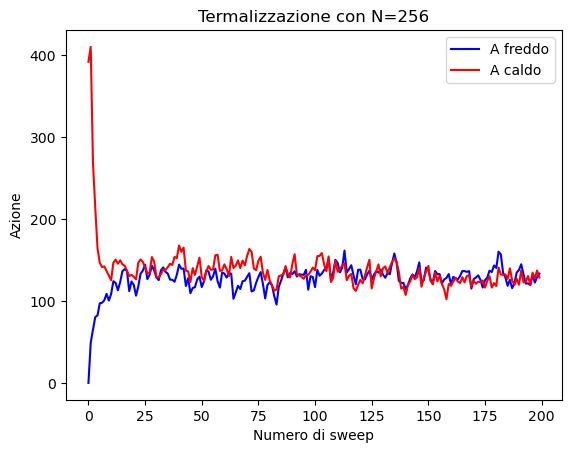 Termalizzazione con N=256
A freddo
A caldo
Azione
400
300
200
100
0
0 25 50 75 100 125 150 175 200
Numero di sweep